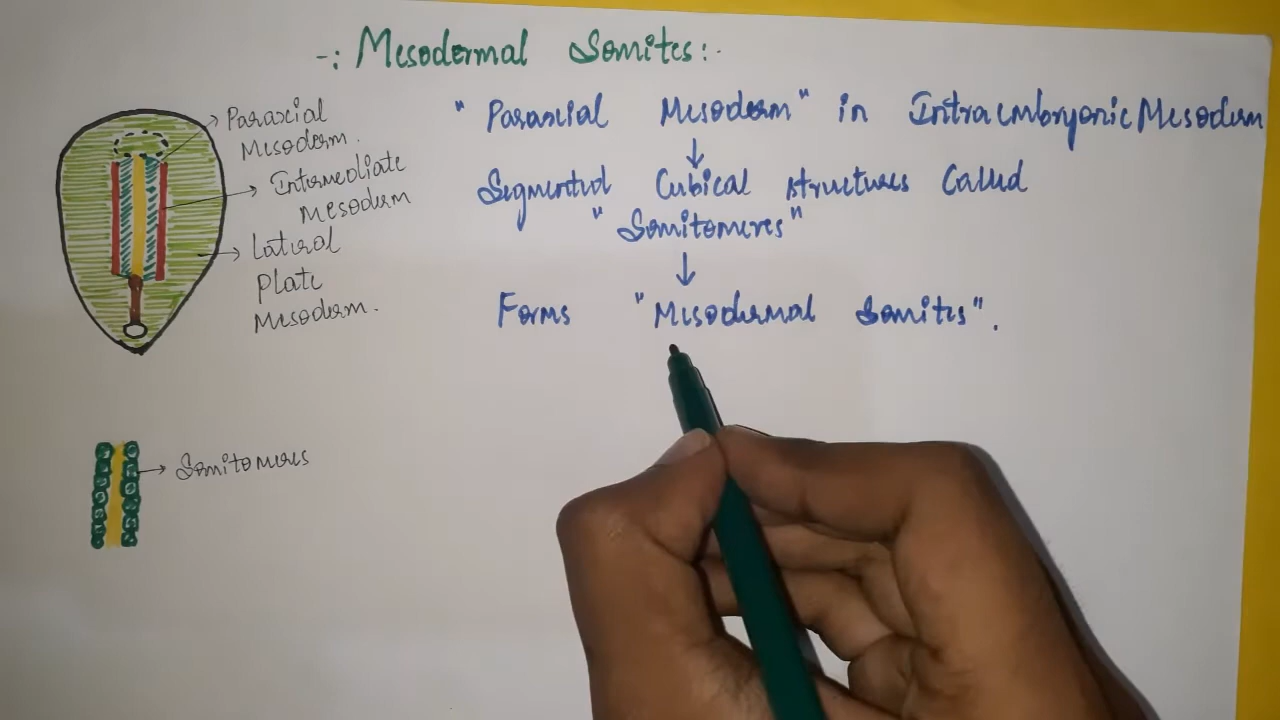 -: Mesodermal Somites:-
Paraxial
Mesoderm.
Intermediate
Mesoderm
Lateral
Plate
Mesoderm.
"Paraxial Mesoderm" in Intraembryonic Mesoderm
↓
Segmented Cubical structures Called
"Somitomeres"
↓
Forms "Mesodermal Somites".
Somitomeres